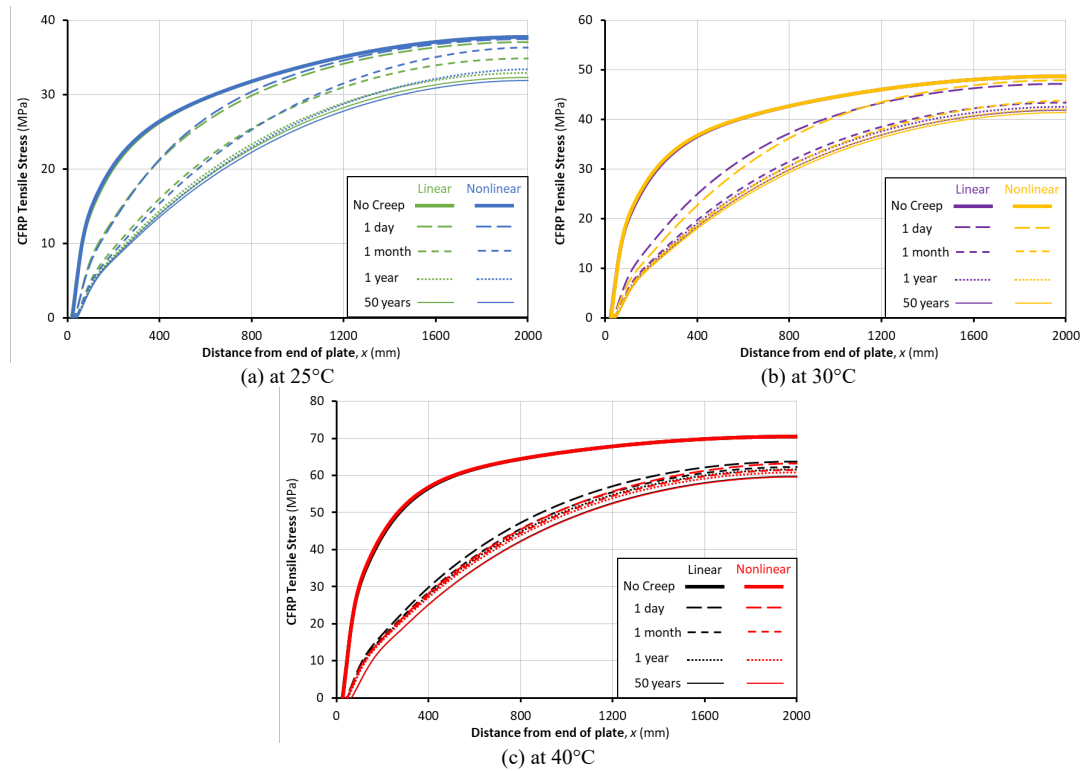 40
30
20
10
0
CFRP Tensile Stress (MPa)
0 400 800 1200 1600 2000
Distance from end of plate, x (mm)
Linear Nonlinear
No Creep
1 day
1 month
1 year
50 years
(a) at 25°C
60
50
40
30
20
10
0
CFRP Tensile Stress (MPa)
0 400 800 1200 1600 2000
Distance from end of plate, x (mm)
Linear Nonlinear
No Creep
1 day
1 month
1 year
50 years
(b) at 30°C
80
70
60
50
40
30
20
10
0
CFRP Tensile Stress (MPa)
0 400 800 1200 1600 2000
Distance from end of plate, x (mm)
Linear Nonlinear
No Creep
1 day
1 month
1 year
50 years
(c) at 40°C